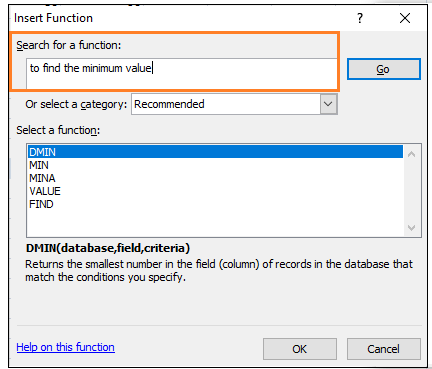 Insert Function
?
Search for a function:
to find the minimum value
Go
Or select a category: Recommended
Select a function:
DMIN
MIN
MINA
VALUE
FIND
DMIN(database,field,criteria)
Returns the smallest number in the field (column) of records in the database that
match the conditions you specify.
Help on this function
OK
Cancel